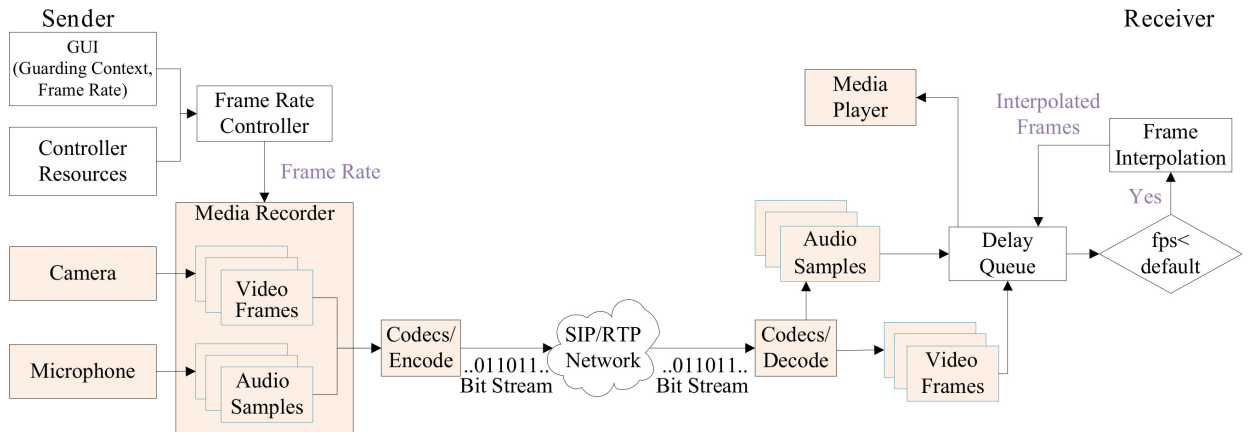 Sender
Receiver
GUI
(Guarding Context,
Frame Rate)
Controller
Resources
Frame Rate
Controller
Frame Rate
Media Recorder
Camera
Microphone
Video
Frames
Audio
Samples
Codecs/
Encode
..011011..
Bit Stream
SIP/RTP
Network
..011011..
Bit Stream
Codecs/
Decode
Audio
Samples
Video
Frames
Media
Player
Delay
Queue
Interpolated
Frames
Frame
Interpolation
Yes
fps<
default